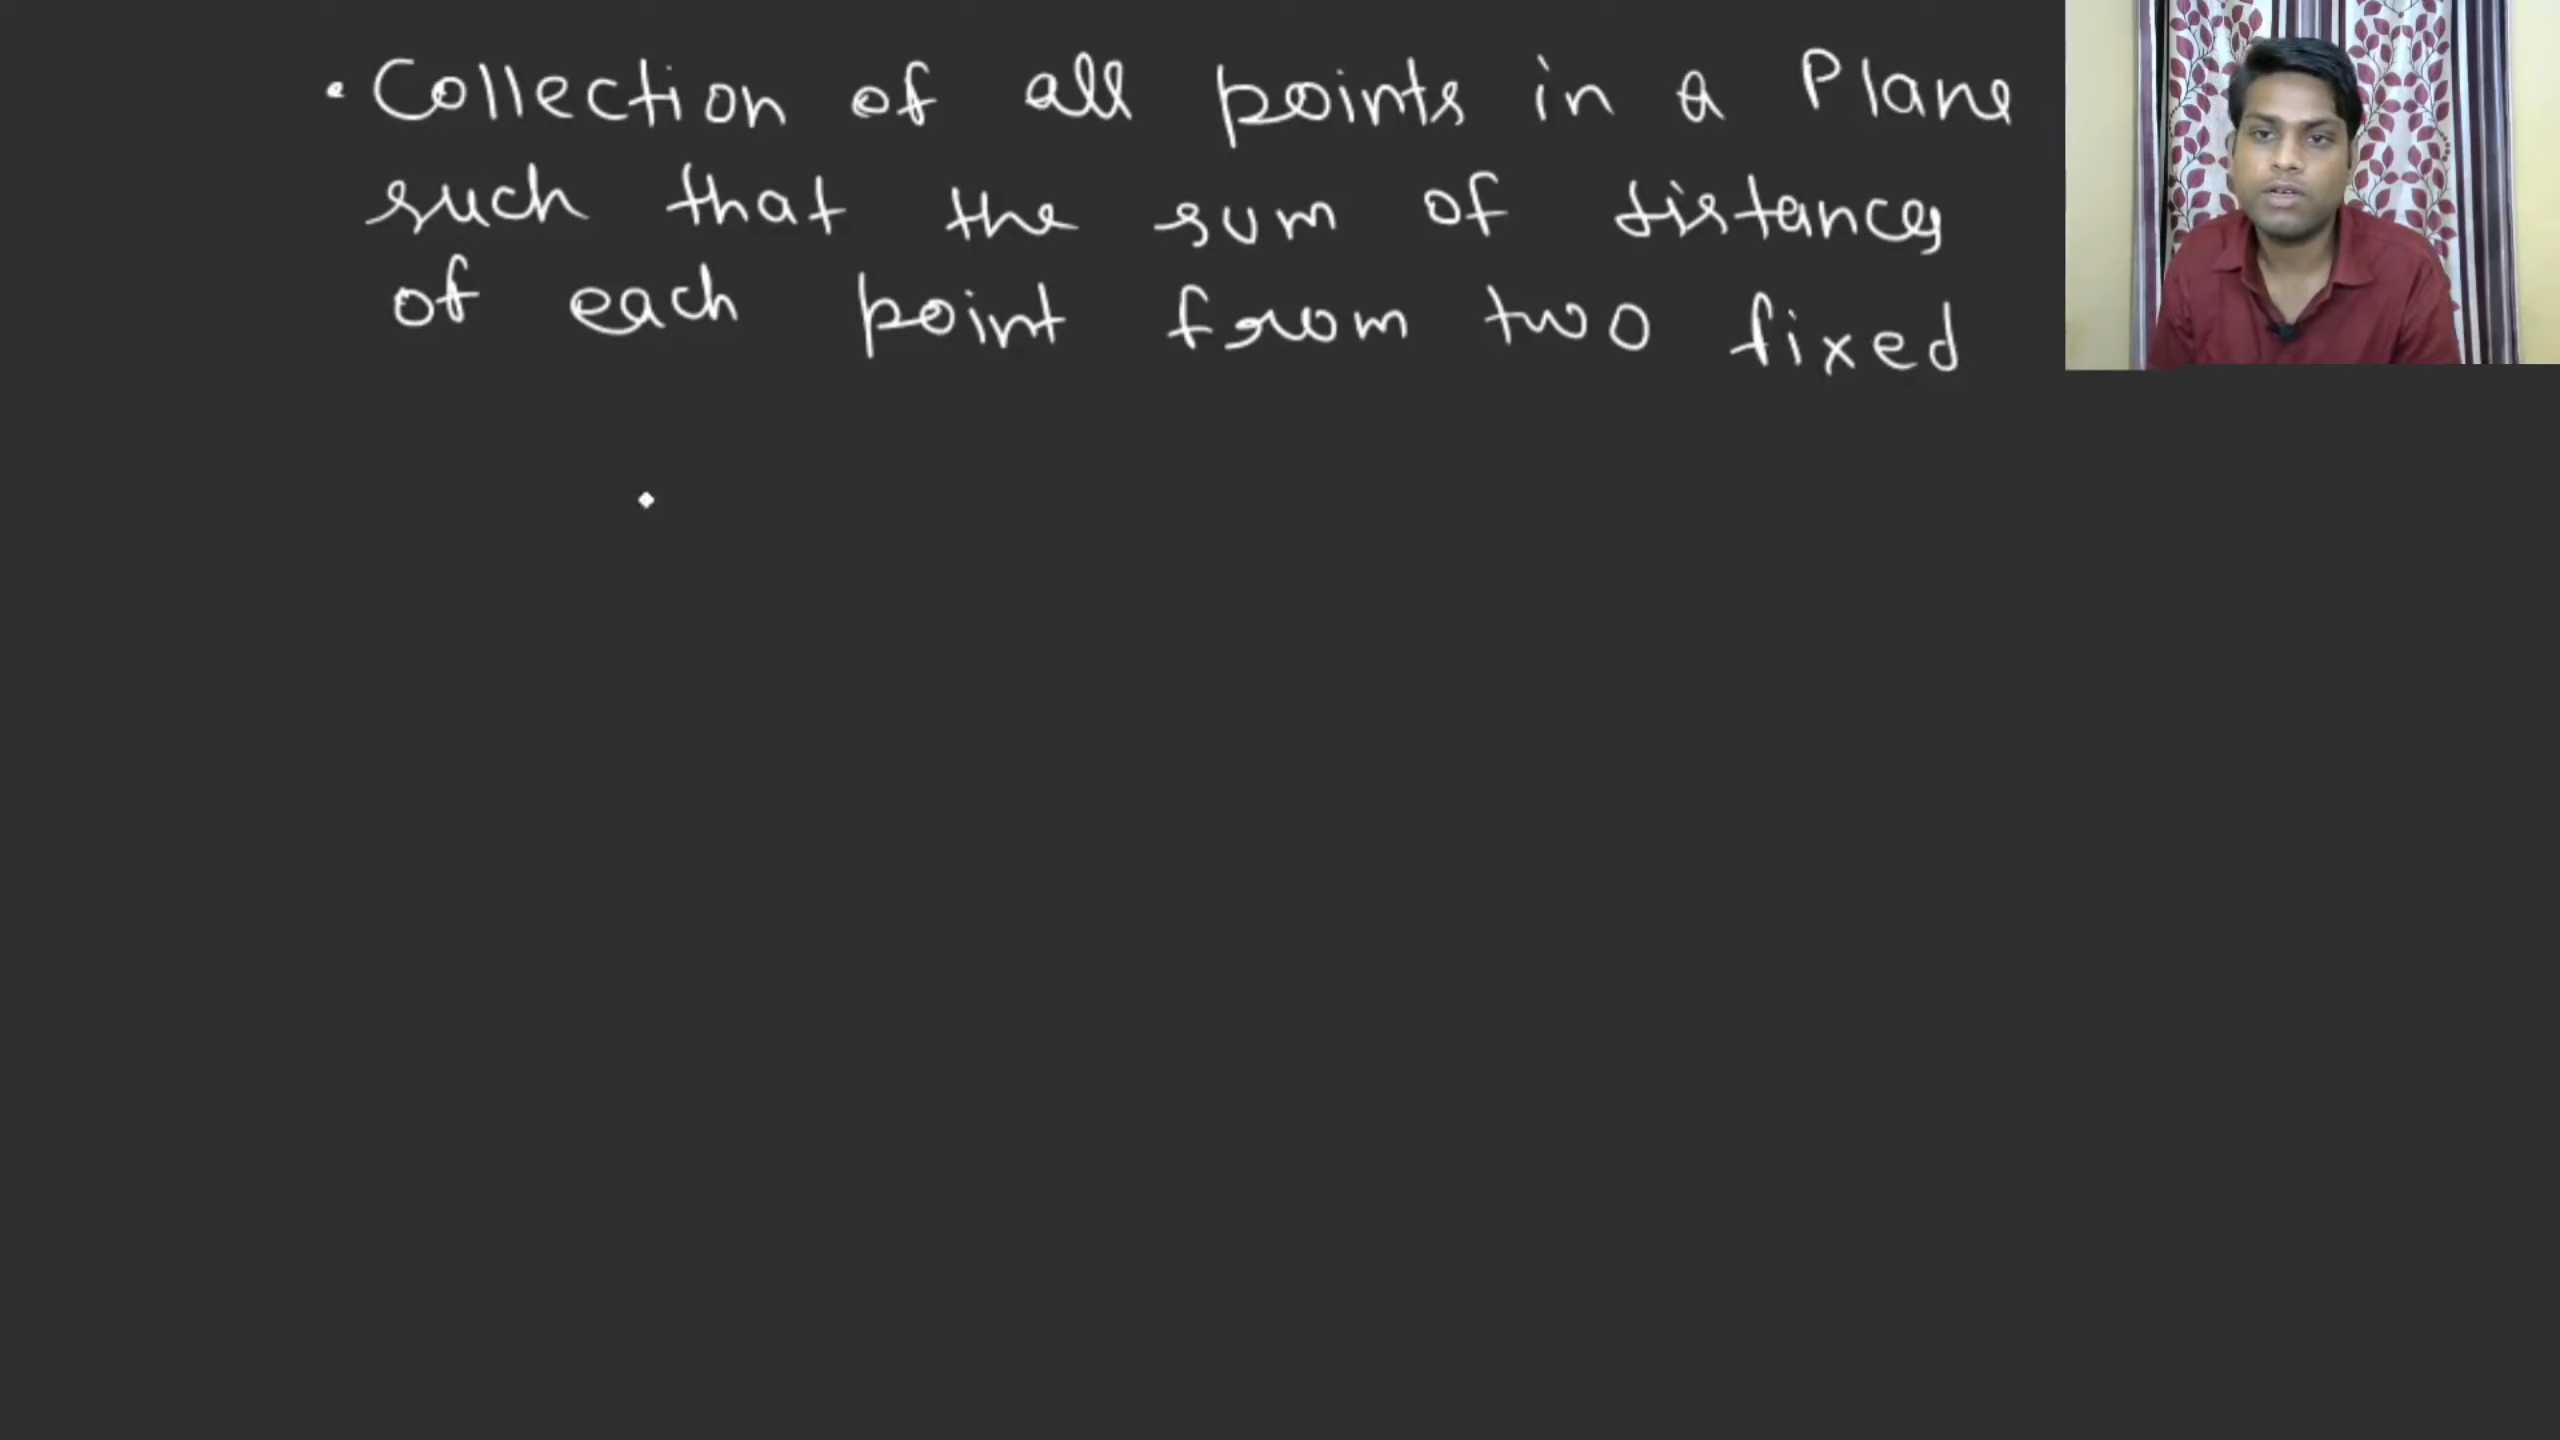 • Collection of all points in a Plane
such that the sum of distances
of each point from two fixed